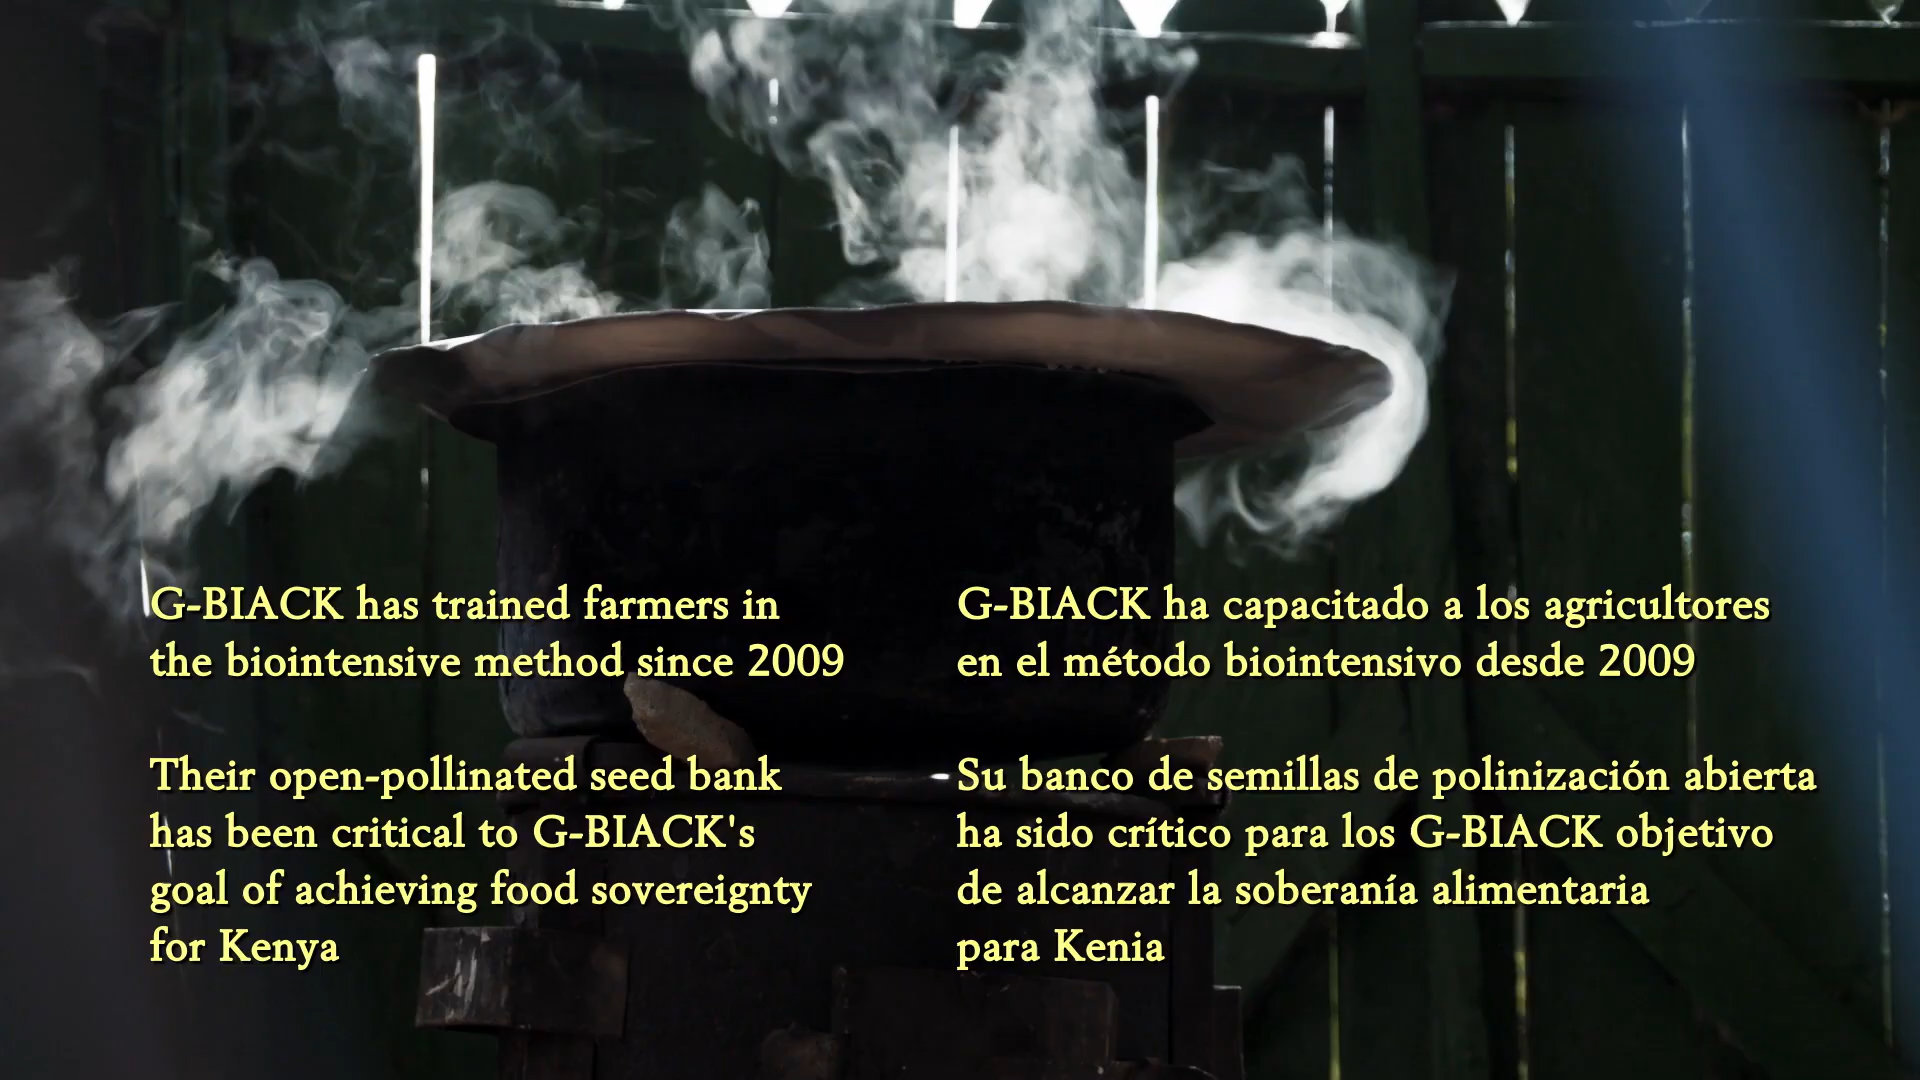 G-BIACK has trained farmers in
the biointensive method since 2009
Their open-pollinated seed bank
has been critical to G-BIACK's
goal of achieving food sovereignty
for Kenya
G-BIACK ha capacitado a los agricultores
en el método biointensivo desde 2009
Su banco de semillas de polinización abierta
ha sido crítico para los G-BIACK objetivo
de alcanzar la soberanía alimentaria
para Kenia